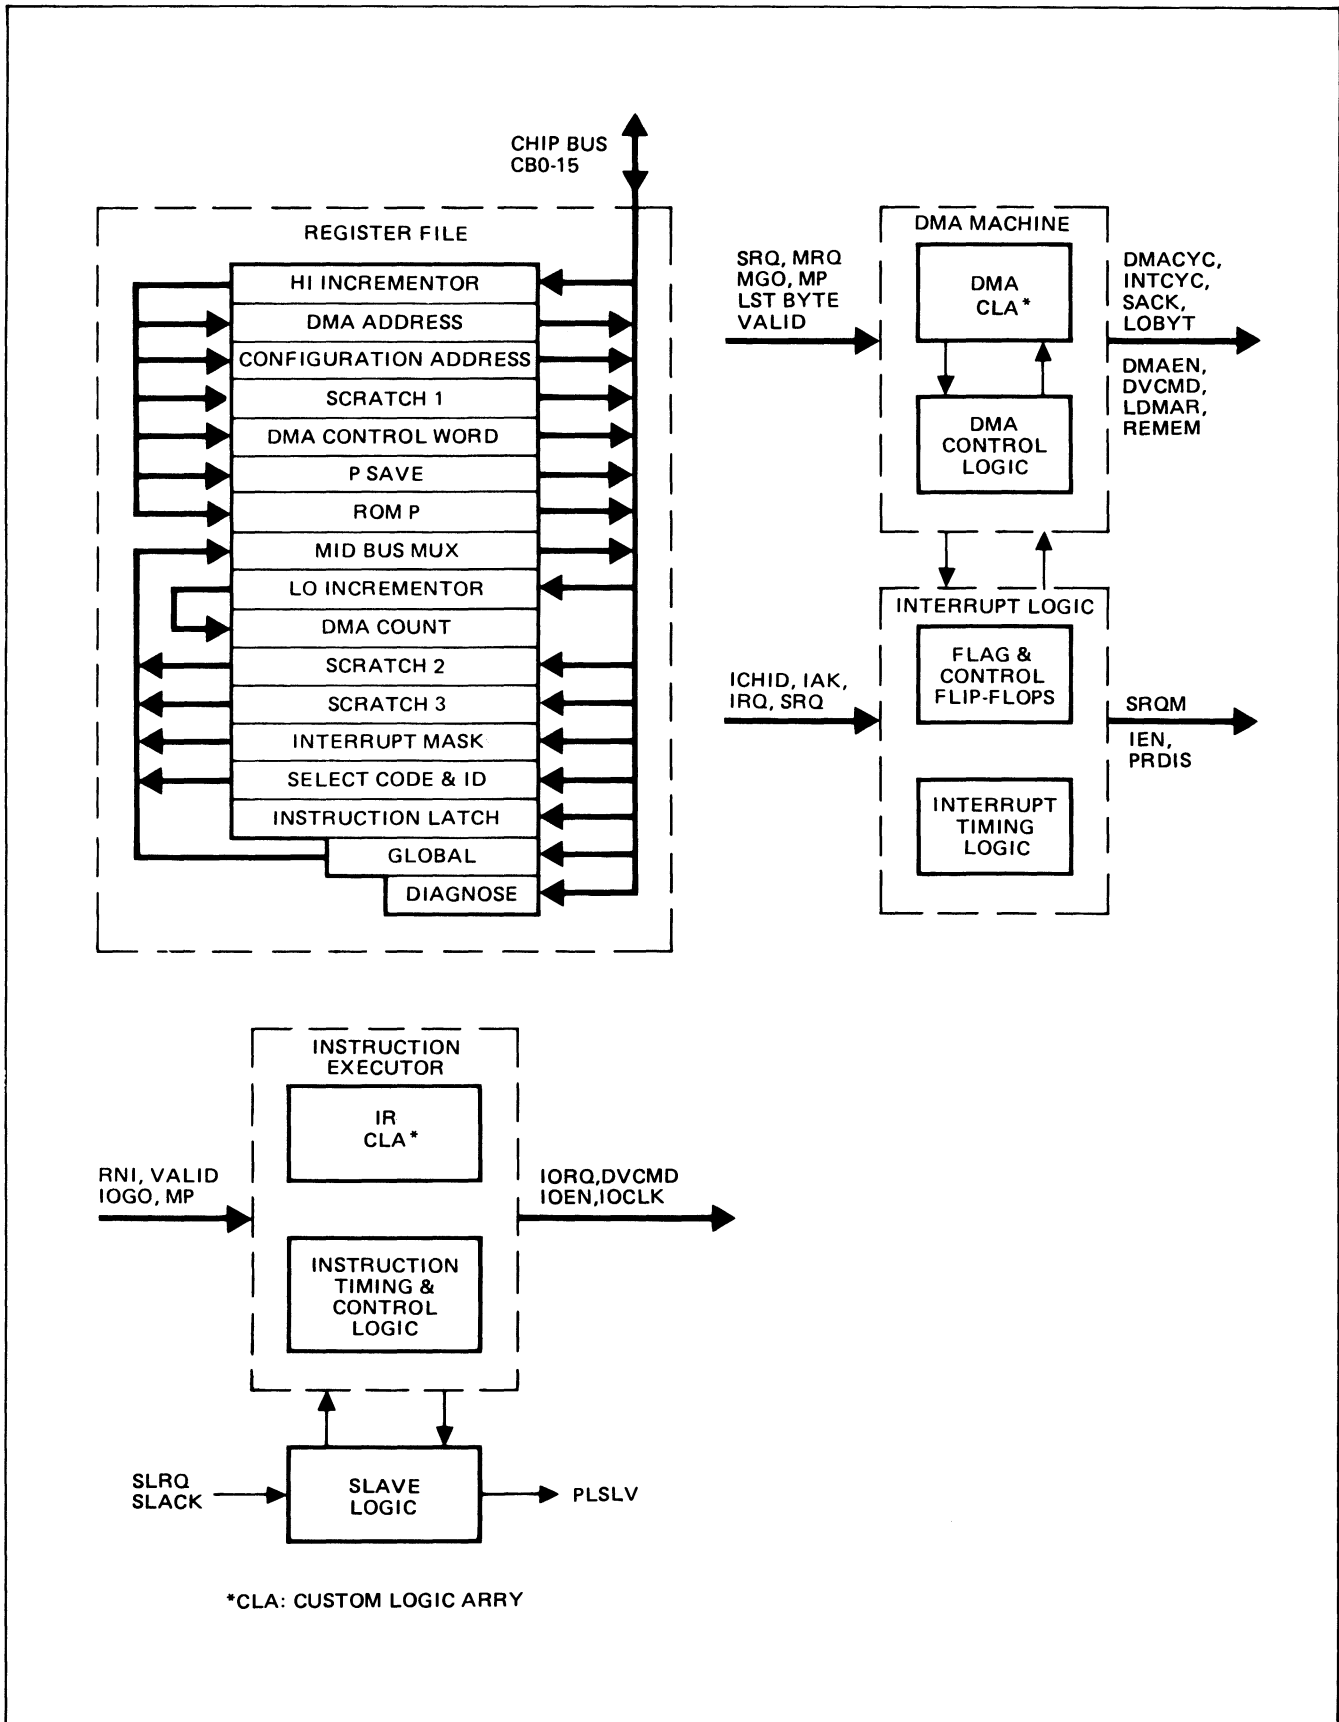 CHIP BUS
CB0-15
REGISTER FILE
HI INCREMENTOR
DMA ADDRESS
CONFIGURATION ADDRESS
SCRATCH 1
DMA CONTROL WORD
P SAVE
ROM P
MID BUS MUX
LO INCREMENTOR
DMA COUNT
SCRATCH 2
SCRATCH 3
INTERRUPT MASK
SELECT CODE & ID
INSTRUCTION LATCH
GLOBAL
DIAGNOSE
SRQ, MRQ
MGO, MP
LST BYTE
VALID
DMA MACHINE
DMA
CLA*
DMA
CONTROL
LOGIC
DMACYC,
INTCYC,
SACK,
LOBYT
DMAEN,
DVCMD,
LDMAR,
REMEM
ICHID, IAK,
IRQ, SRQ
INTERRUPT LOGIC
FLAG &
CONTROL
FLIP-FLOPS
INTERRUPT
TIMING
LOGIC
SRQM
IEN,
PRDIS
RNI, VALID
IOGO, MP
INSTRUCTION
EXECUTOR
IR
CLA*
INSTRUCTION
TIMING &
CONTROL
LOGIC
IORQ,DVCMD
IOEN,IOCLK
SLRQ
SLACK
SLAVE
LOGIC
PLSLV
*CLA: CUSTOM LOGIC ARRY